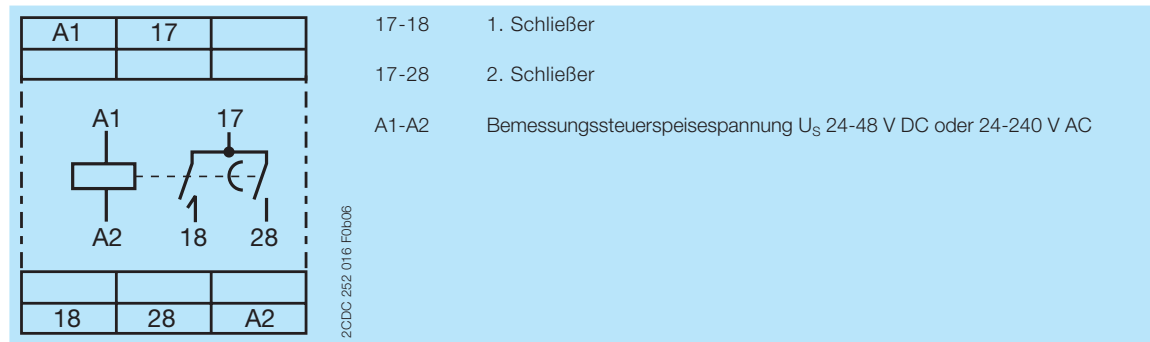 A1 17
17-18 1. Schließer
17-28 2. Schließer
A1-A2 Bemessungssteuerspeisespannung US 24-48 V DC oder 24-240 V AC
A1 17
A2 18 28
18 28 A2
2CDC 252 016 F0b06